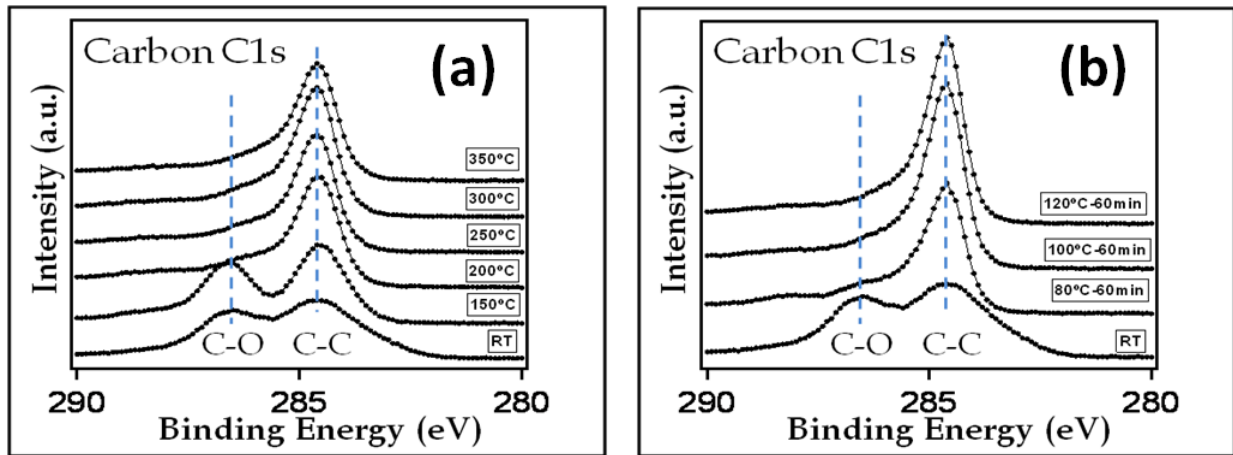 Carbon C1s
(a)
Intensity (a.u.)
350°C
300°C
250°C
200°C
150°C
RT
C-O
C-C
290
285
280
Binding Energy (eV)
Carbon C1s
(b)
Intensity (a.u.)
120°C-60min
100°C-60min
80°C-60min
RT
C-O
C-C
290
285
280
Binding Energy (eV)